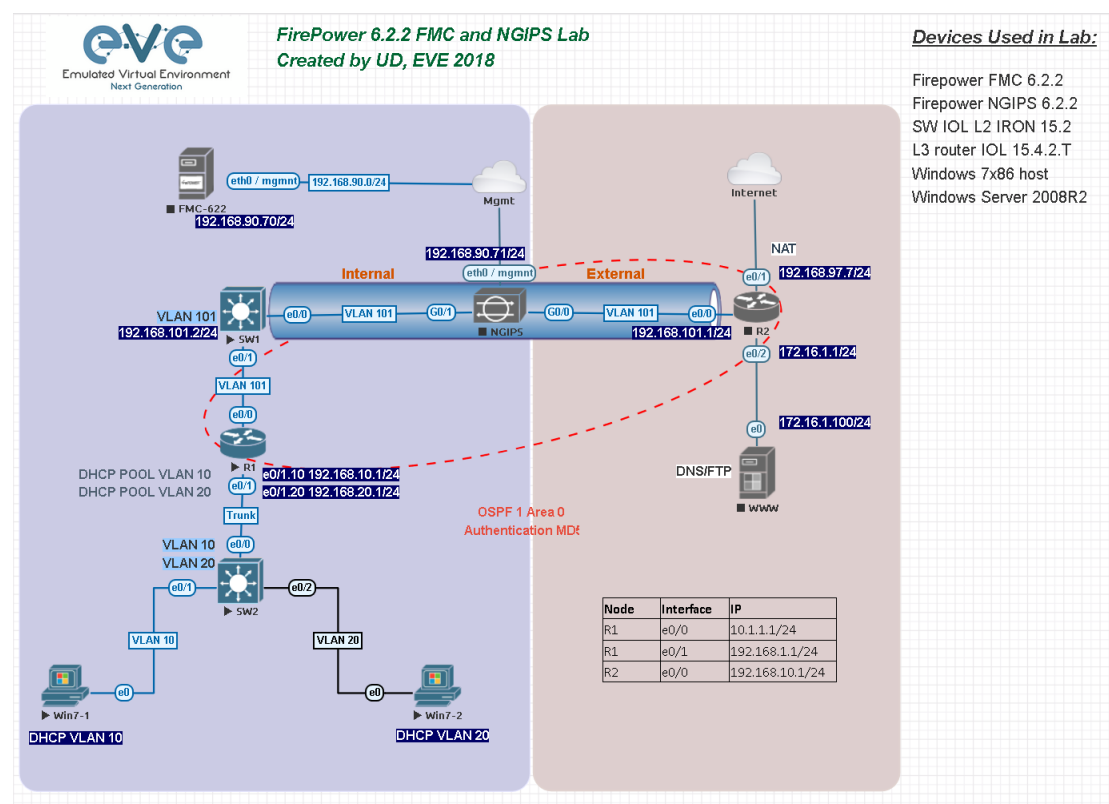 eve
Emulated Virtual Environment
Next Generation
FirePower 6.2.2 FMC and NGIPS Lab
Created by UD, EVE 2018
Devices Used in Lab:
Firepower FMC 6.2.2
Firepower NGIPS 6.2.2
SW IOL L2 IRON 15.2
L3 router IOL 15.4.2.T
Windows 7x86 host
Windows Server 2008R2
eth0 / mgmnt
192.168.90.0/24
Mgmt
FMC-622
192.168.90.70/24
Internet
NAT
192.168.90.71/24
eth0 / mgmnt
Internal
External
e0/1
192.168.97.7/24
VLAN 101
192.168.101.2/24
SW1
e0/0
VLAN 101
G0/1
NGIPS
G0/0
VLAN 101
e0/0
192.168.101.1/24
R2
e0/1
VLAN 101
e0/0
e0/2
172.16.1.1/24
172.16.1.100/24
e0
DNS/FTP
WWW
R1
DHCP POOL VLAN 10
DHCP POOL VLAN 20
e0/1
e0/1.10 192.168.10.1/24
e0/1.20 192.168.20.1/24
Trunk
OSPF 1 Area 0
Authentication MD5
VLAN 10
VLAN 20
e0/0
SW2
e0/1
e0/2
VLAN 10
VLAN 20
e0
Win7-1
DHCP VLAN 10
e0
Win7-2
DHCP VLAN 20
Node Interface IP
R1 e0/0 10.1.1.1/24
R1 e0/1 192.168.1.1/24
R2 e0/0 192.168.10.1/24